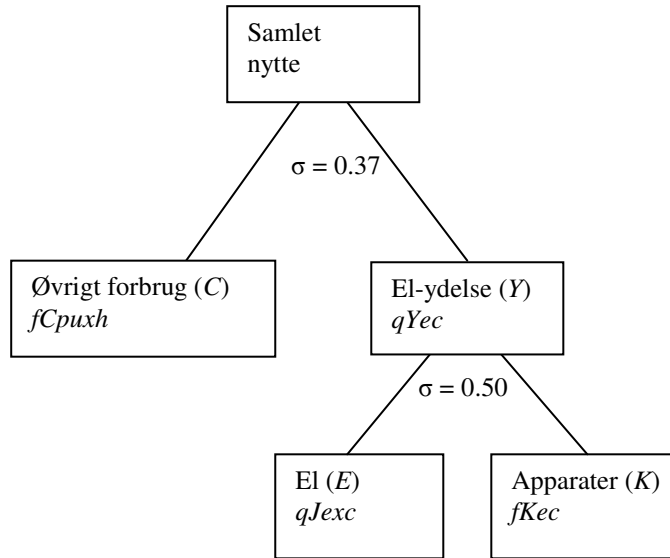 Samlet
nytte
σ = 0.37
Øvrigt forbrug (C)
fCpuxh
El-ydelse (Y)
qYec
σ = 0.50
El (E)
qJexc
Apparater (K)
fKec